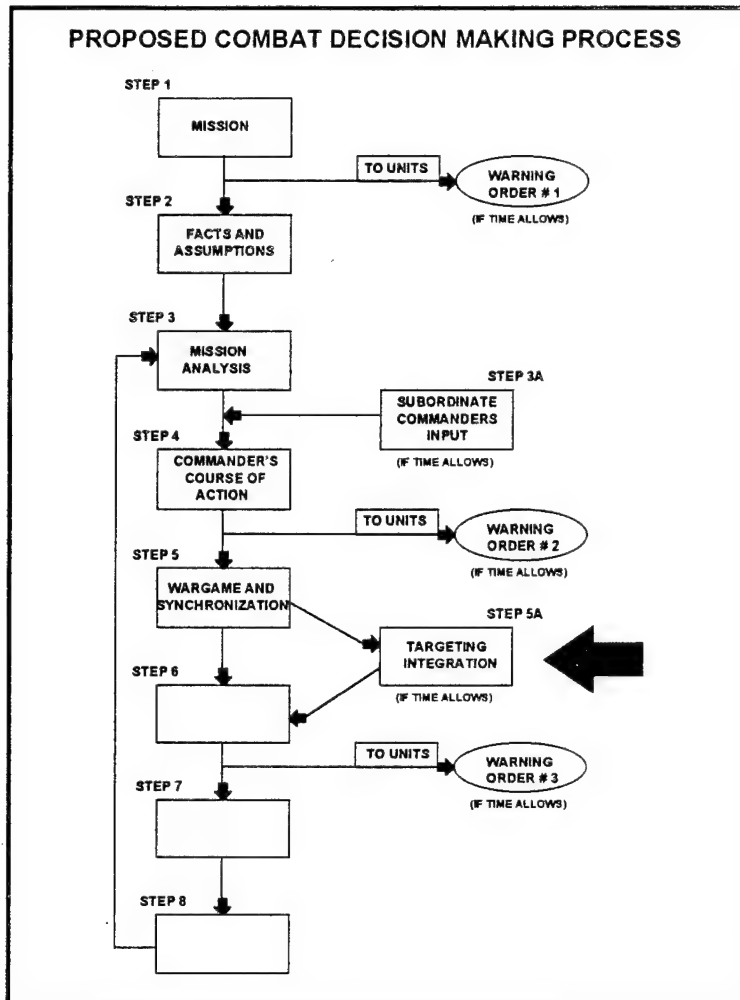 PROPOSED COMBAT DECISION MAKING PROCESS
STEP 1
MISSION
TO UNITS
WARNING
ORDER # 1
(IF TIME ALLOWS)
STEP 2
FACTS AND
ASSUMPTIONS
STEP 3
MISSION
ANALYSIS
STEP 3A
SUBORDINATE
COMMANDERS
INPUT
(IF TIME ALLOWS)
STEP 4
COMMANDER'S
COURSE OF
ACTION
TO UNITS
WARNING
ORDER # 2
(IF TIME ALLOWS)
STEP 5
WARGAME AND
SYNCHRONIZATION
STEP 5A
TARGETING
INTEGRATION
(IF TIME ALLOWS)
STEP 6
TO UNITS
WARNING
ORDER # 3
(IF TIME ALLOWS)
STEP 7
STEP 8